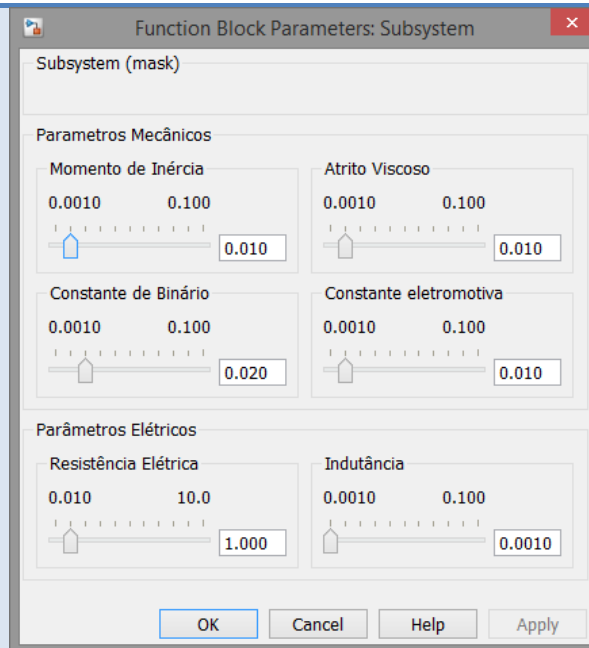 Function Block Parameters: Subsystem
Subsystem (mask)
Parametros Mecânicos
Momento de Inércia
0.0010 0.100
0.010
Atrito Viscoso
0.0010 0.100
0.010
Constante de Binário
0.0010 0.100
0.020
Constante eletromotiva
0.0010 0.100
0.010
Parâmetros Elétricos
Resistência Elétrica
0.010 10.0
1.000
Indutância
0.0010 0.100
0.0010
OK Cancel Help Apply